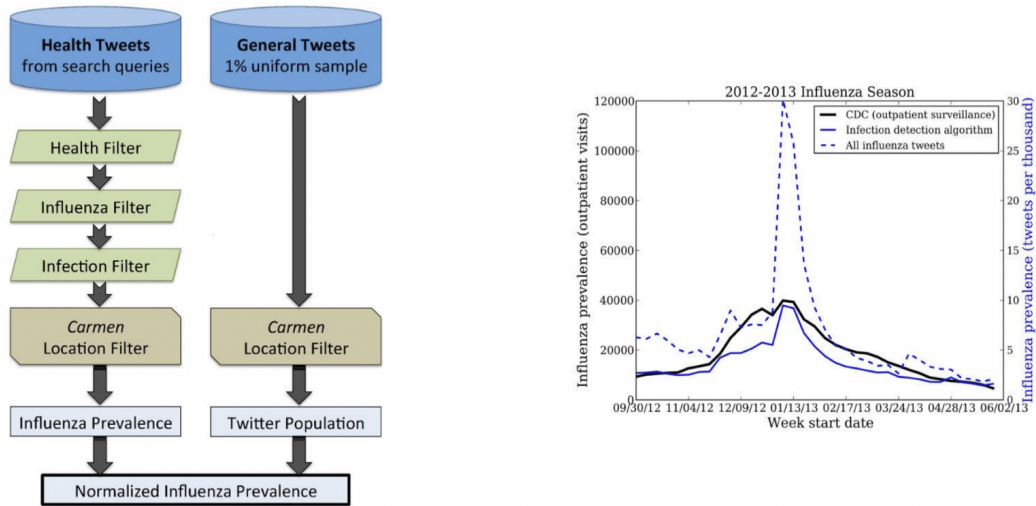 Health Tweets
from search queries
General Tweets
1% uniform sample
Health Filter
Influenza Filter
Infection Filter
Carmen
Location Filter
Carmen
Location Filter
Influenza Prevalence
Twitter Population
Normalized Influenza Prevalence
2012-2013 Influenza Season
CDC (outpatient surveillance)
Infection detection algorithm
All influenza tweets
Influenza prevalence (outpatient visits)
120000
100000
80000
60000
40000
20000
0
30
25
20
15
10
5
0
Influenza prevalence (tweets per thousand)
09/30/12 11/04/12 12/09/12 01/13/13 02/17/13 03/24/13 04/28/13 06/02/13
Week start date